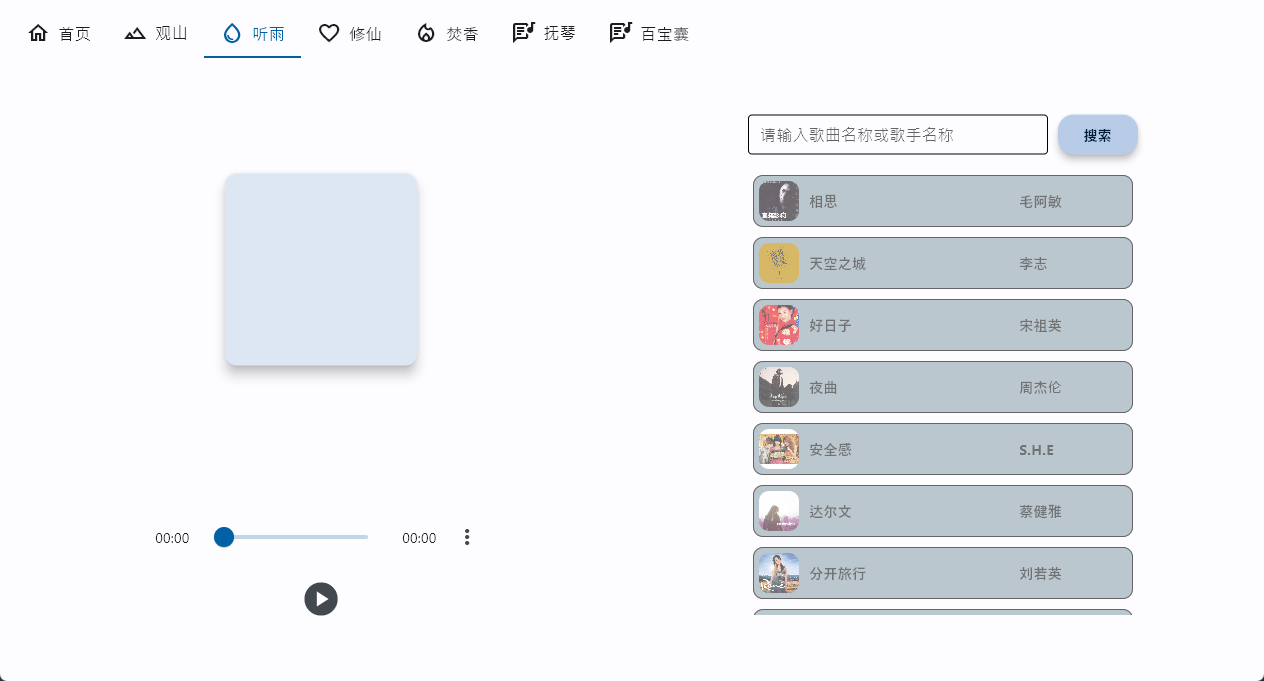 首页 观山 听雨 修仙 焚香 抚琴 百宝囊
请输入歌曲名称或歌手名称 搜索
相思 毛阿敏
天空之城 李志
好日子 宋祖英
夜曲 周杰伦
安全感 S.H.E
达尔文 蔡健雅
分开旅行 刘若英
00:00 00:00